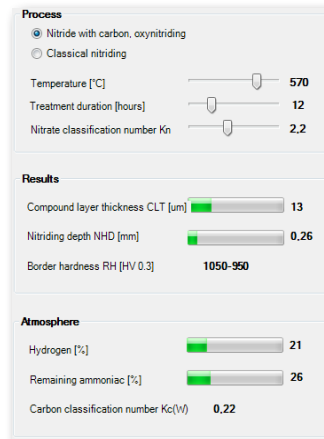 Process
Nitride with carbon, oxynitriding
Classical nitriding
Temperature [°C] 570
Treatment duration [hours] 12
Nitrate classification number Kn 2,2
Results
Compound layer thickness CLT [um] 13
Nitriding depth NHD [mm] 0,26
Border hardness RH [HV 0.3] 1050-950
Atmosphere
Hydrogen [%] 21
Remaining ammoniac [%] 26
Carbon classification number Kc(W) 0,22